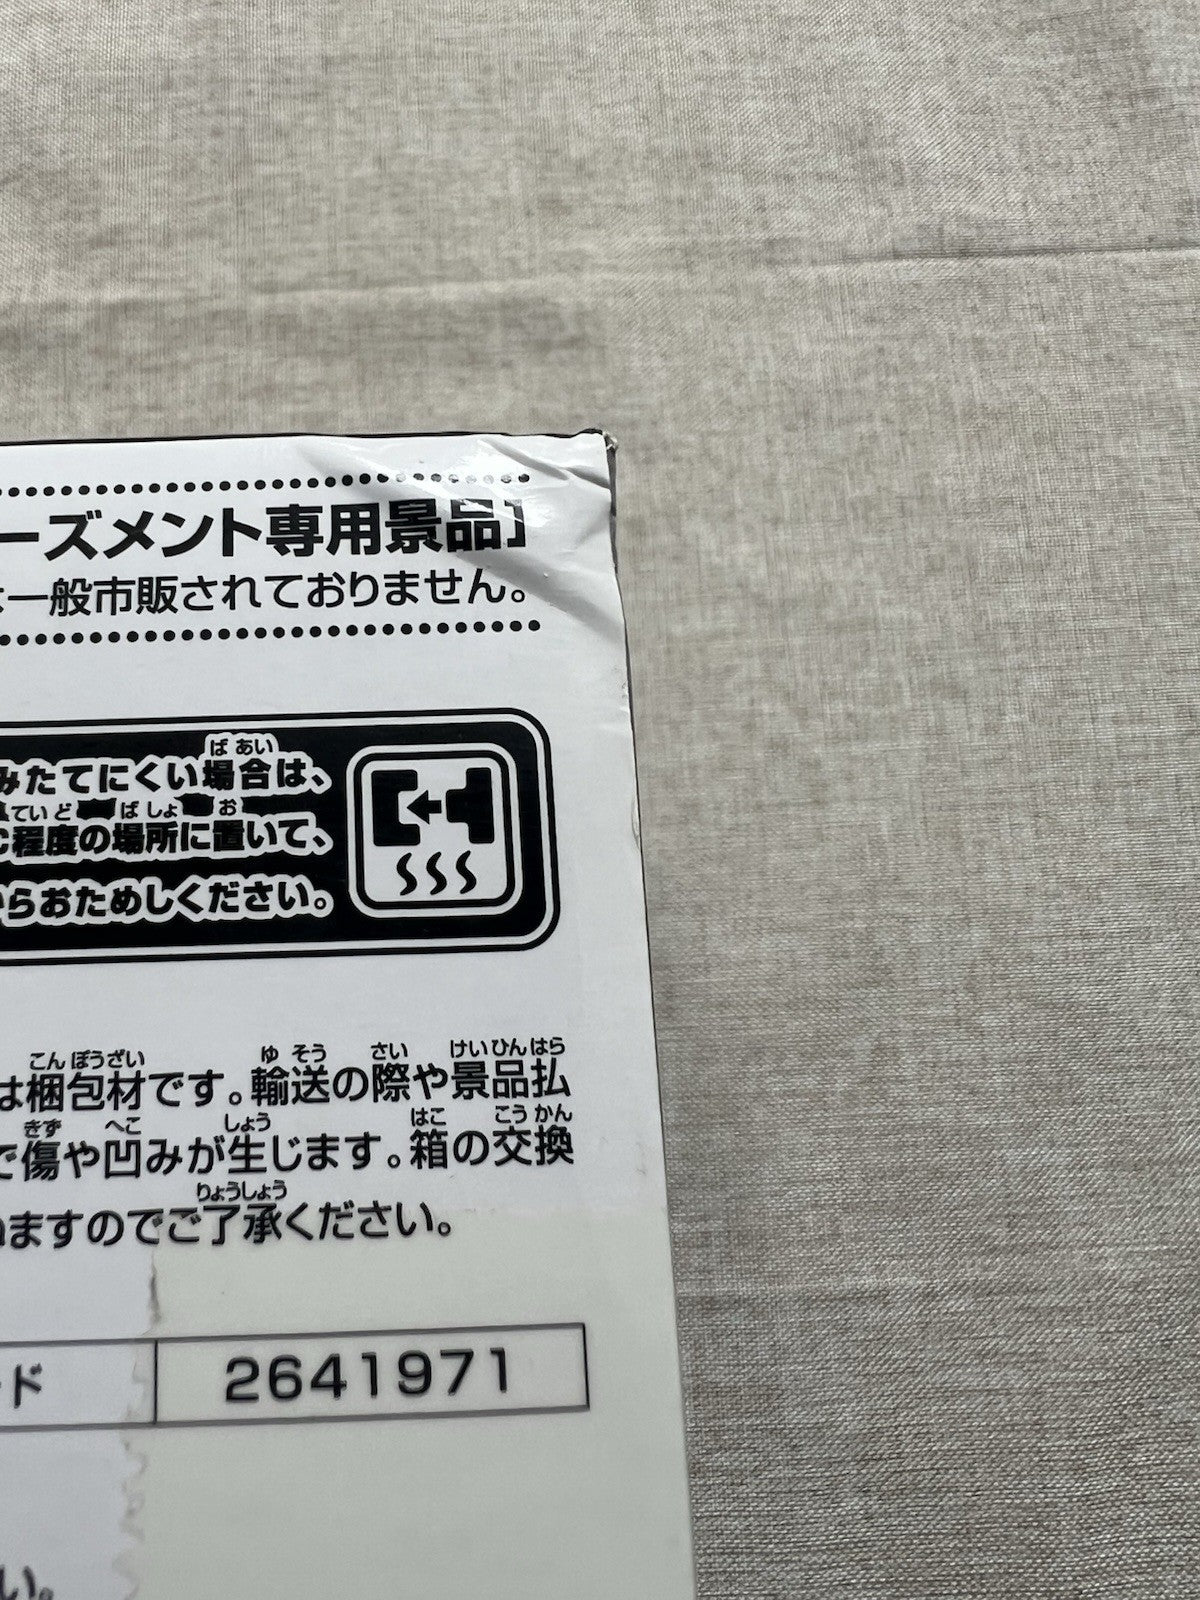 ーズメント専用景品]
一般市販されておりません。
ば あい
みたてにくい場合は、
てい ど ば しょ お
程度の場所に置いて、
らおためしください。
こん ぽうざい ゆ そう さい けい ひん はら
は梱包材です。輸送の際や景品払
きず へこ しょう はこ こう かん
で傷や凹みが生じます。箱の交換
りょうしょう
ますのでご了承ください。
ード 2641971
い。